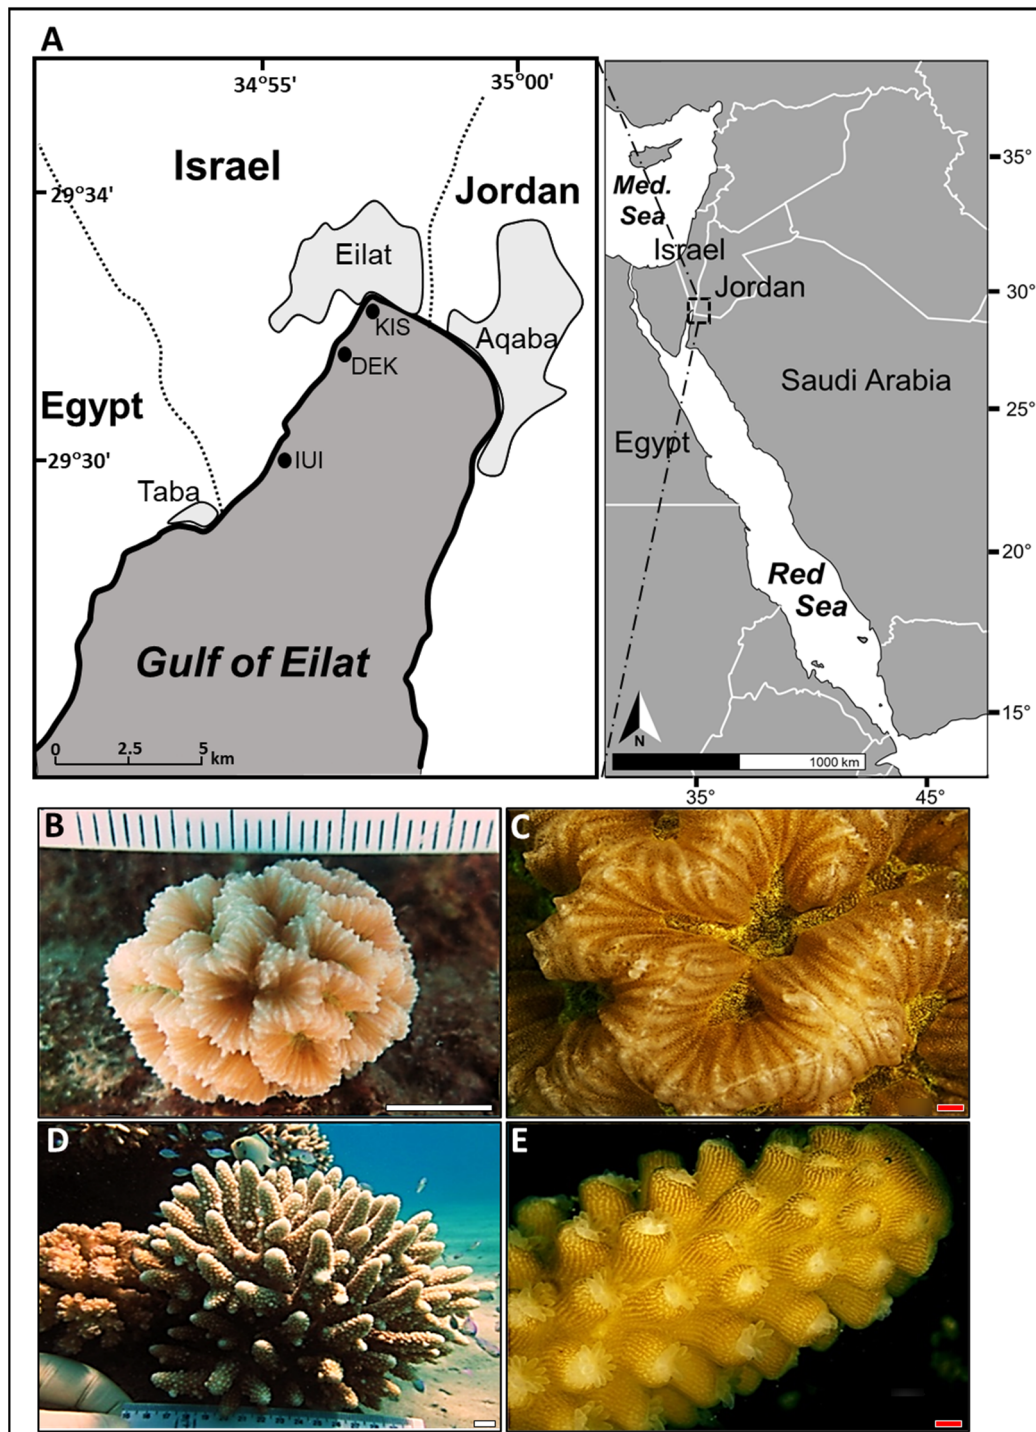 A
34°55'
35°00'
Israel
29°34'
Jordan
Eilat
KIS
Aqaba
DEK
Egypt
29°30'
IUI
Taba
Gulf of Eilat
0
2.5
5
km
35°
Med.
Sea
Israel
30°
Jordan
Saudi Arabia
25°
Egypt
20°
Red
Sea
15°
N
1000 km
35°
45°
B
C
D
E